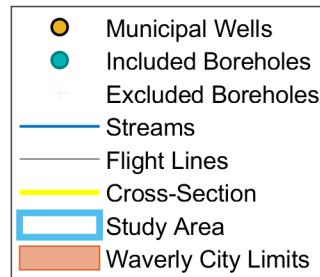 Municipal Wells
Included Boreholes
Excluded Boreholes
Streams
Flight Lines
Cross-Section
Study Area
Waverly City Limits